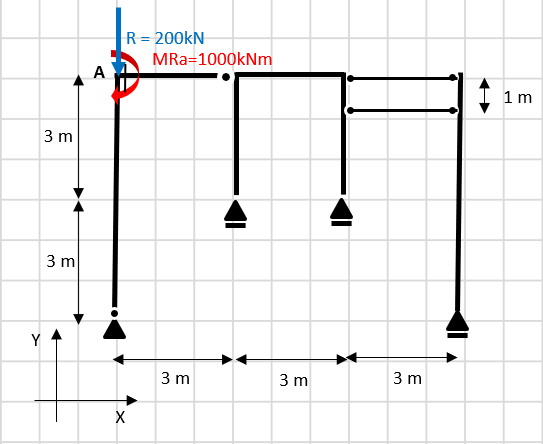 R = 200kN
MRa=1000kNm
A
1 m
3 m
3 m
Y
X
3 m
3 m
3 m